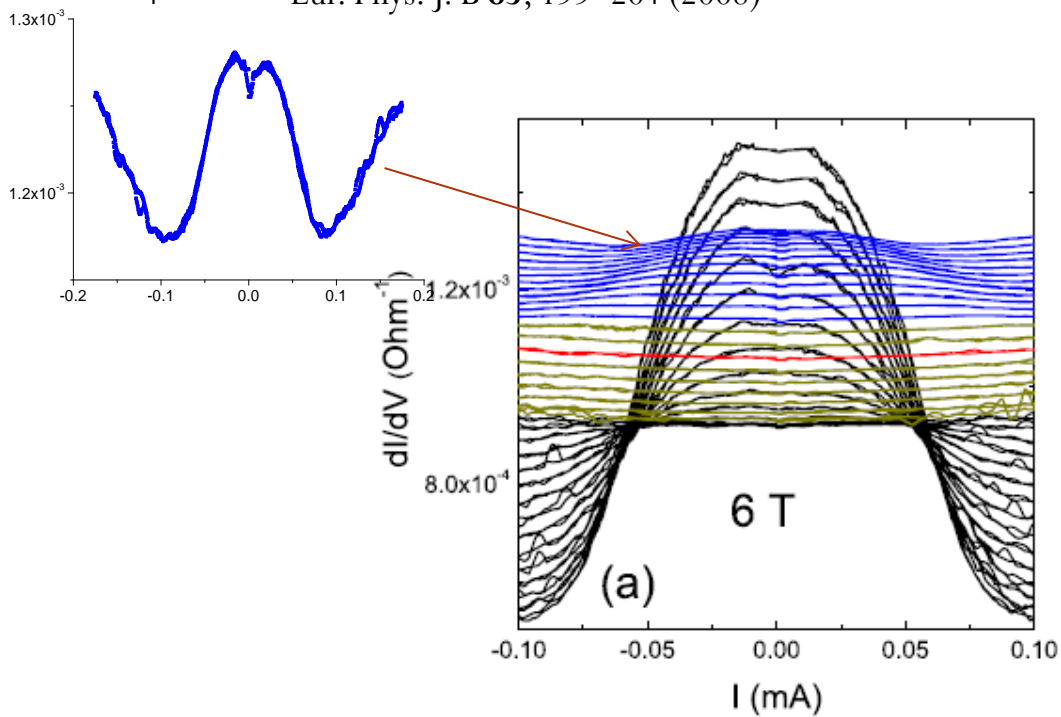 Eur. Phys. J. B
1.3x10⁻³
1.2x10⁻³
-0.2
-0.1
0.0
0.1
0.2
dI/dV (Ohm⁻¹)
1.2x10⁻³
8.0x10⁻⁴
6 T
(a)
-0.10
-0.05
0.00
0.05
0.10
I (mA)